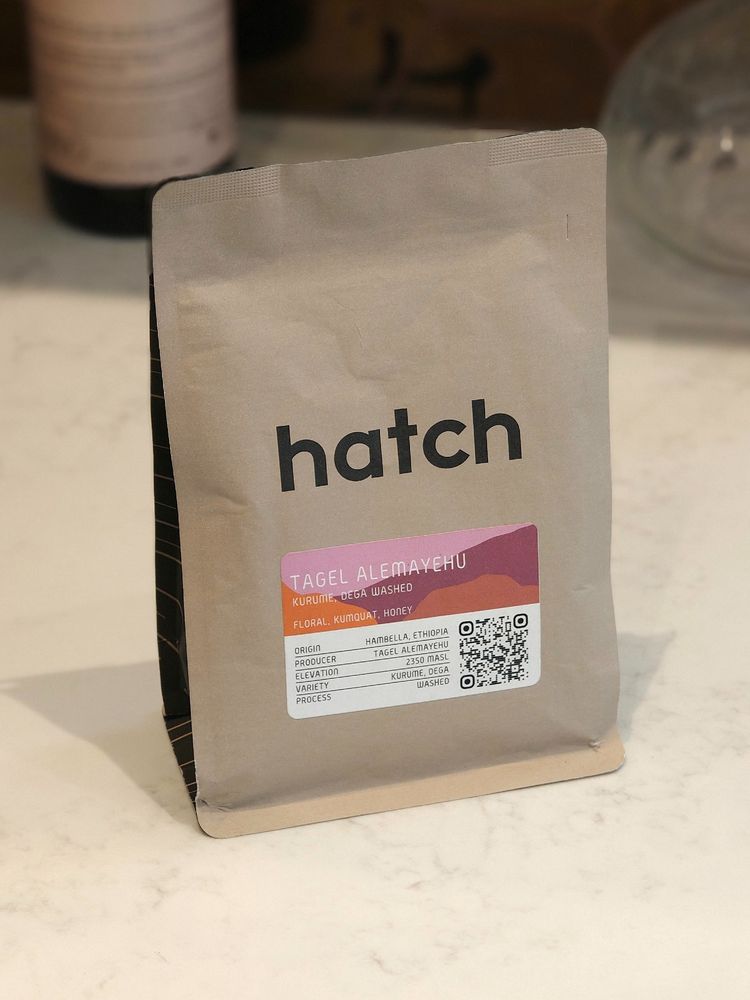 hatch
TAGEL ALEMAYEHU
KURUME, DEGA WASHED
FLORAL, KUMQUAT, HONEY
ORIGIN HAMBELLA, ETHIOPIA
PRODUCER TAGEL ALEMAYEHU
ELEVATION 2350 MASL
VARIETY KURUME, DEGA
PROCESS WASHED